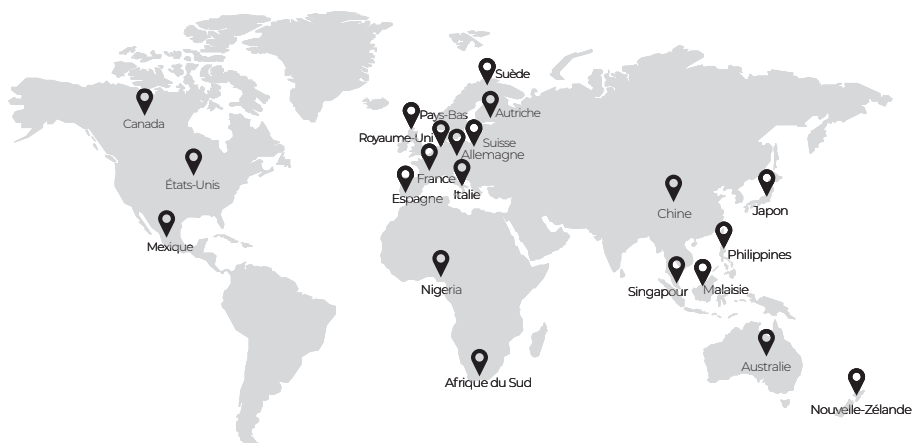 Suède
Canada
Pays-Bas
Autriche
Royaume-Uni
Suisse
Allemagne
États-Unis
France
Italie
Espagne
Chine
Japon
Mexique
Philippines
Nigeria
Singapour
Malaisie
Australie
Afrique du Sud
Nouvelle-Zélande